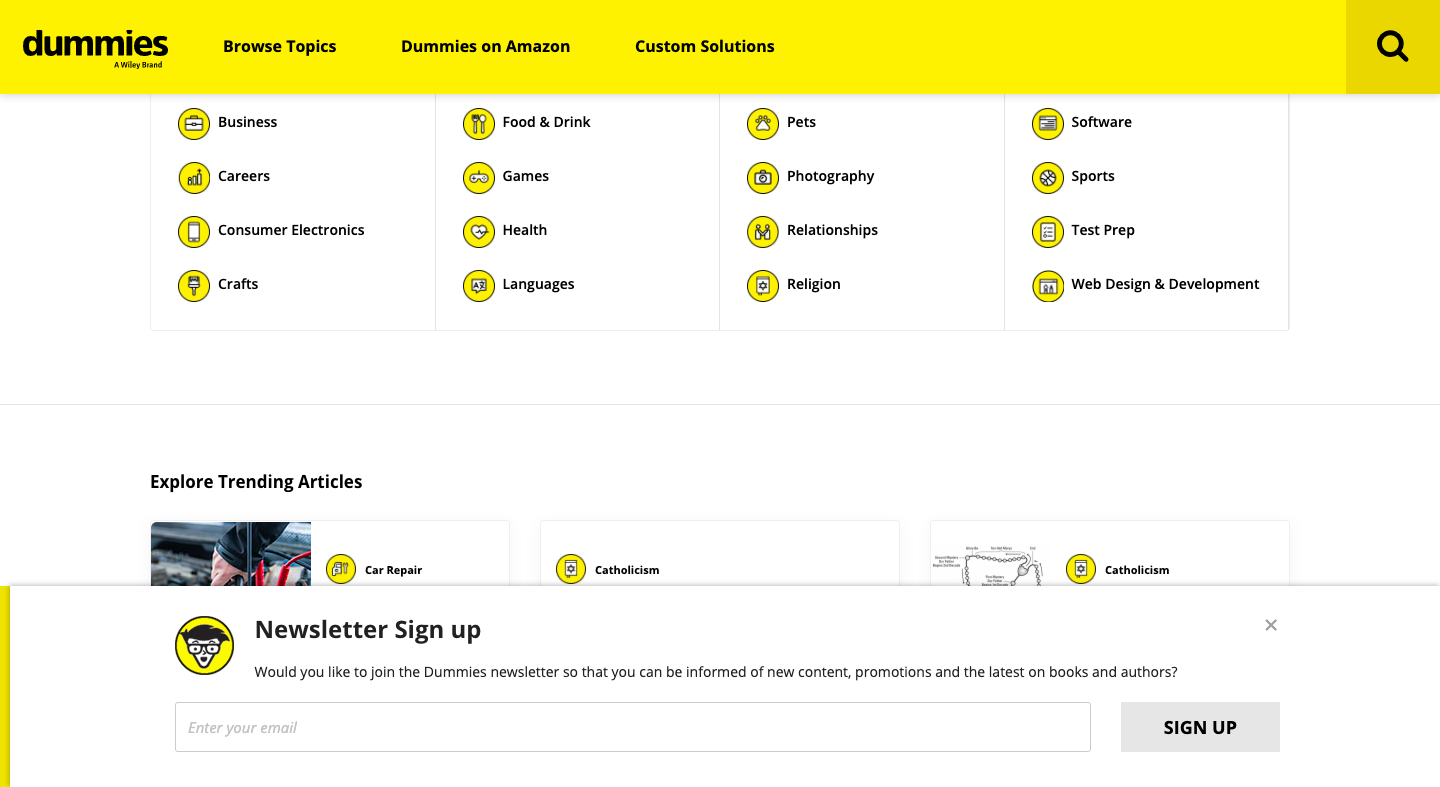 dummies
A Wiley Brand
Browse Topics
Dummies on Amazon
Custom Solutions
Business
Food & Drink
Pets
Software
Careers
Games
Photography
Sports
Consumer Electronics
Health
Relationships
Test Prep
Crafts
Languages
Religion
Web Design & Development
Explore Trending Articles
Car Repair
Catholicism
Catholicism
Newsletter Sign up
Would you like to join the Dummies newsletter so that you can be informed of new content, promotions and the latest on books and authors?
Enter your email
SIGN UP